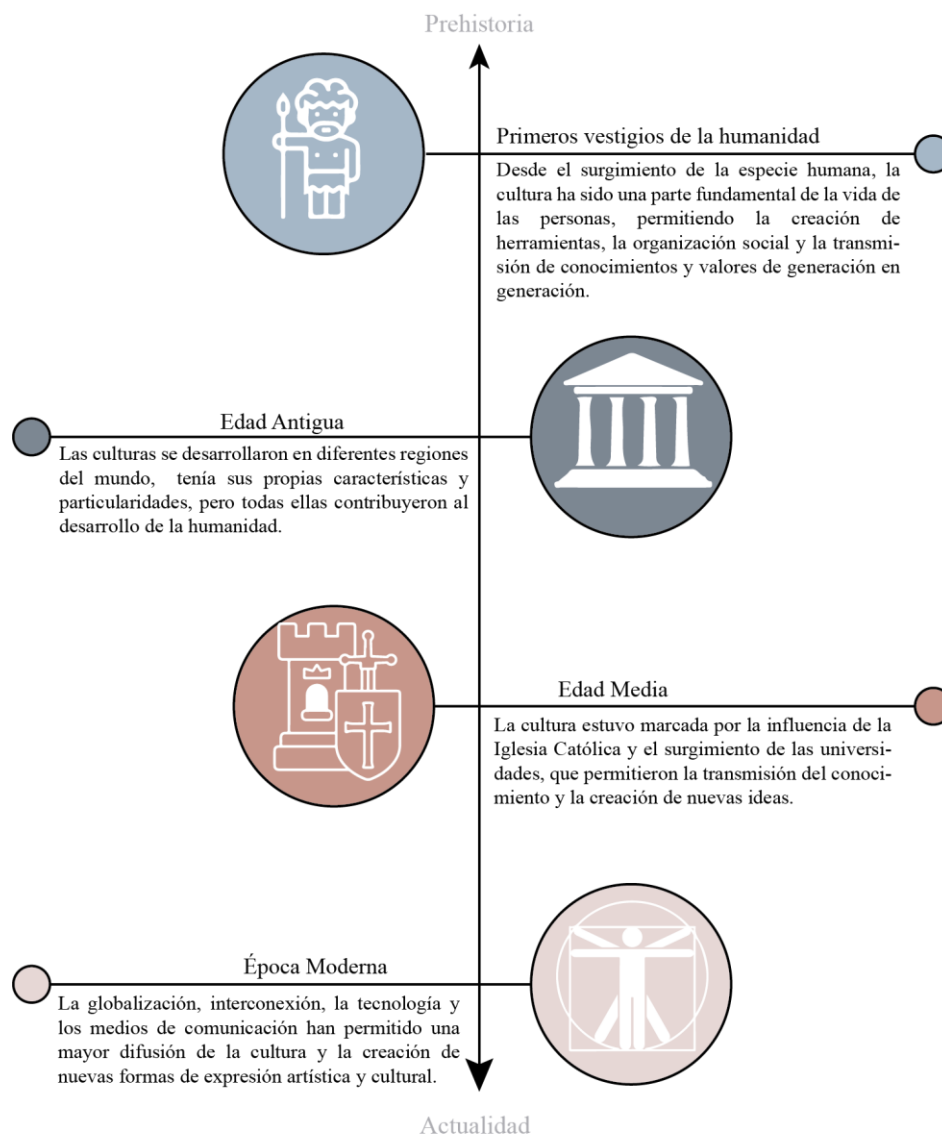 Prehistoria
Primeros vestigios de la humanidad
Desde el surgimiento de la especie humana, la
cultura ha sido una parte fundamental de la vida de
las personas, permitiendo la creación de
herramientas, la organización social y la transmi-
sión de conocimientos y valores de generación en
generación.
Edad Antigua
Las culturas se desarrollaron en diferentes regiones
del mundo, tenía sus propias características y
particularidades, pero todas ellas contribuyeron al
desarrollo de la humanidad.
Edad Media
La cultura estuvo marcada por la influencia de la
Iglesia Católica y el surgimiento de las universi-
dades, que permitieron la transmisión del conoci-
miento y la creación de nuevas ideas.
Época Moderna
La globalización, interconexión, la tecnología y
los medios de comunicación han permitido una
mayor difusión de la cultura y la creación de
nuevas formas de expresión artística y cultural.
Actualidad